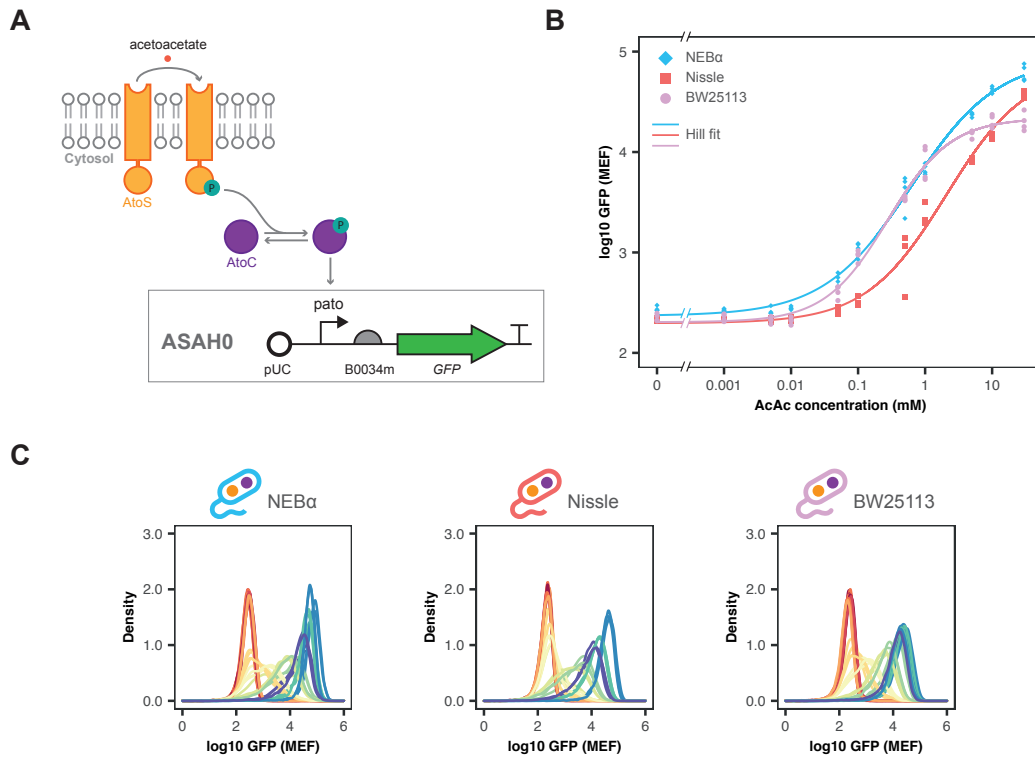 A
acetoacetate
Cytosol
AtoS
P
AtoC
P
ASAH0
pato
pUC
B0034m
GFP
B
NEBα
Nissle
BW25113
Hill fit
log10 GFP (MEF)
5
4
3
2
0
0.001
0.01
0.1
1
10
AcAc concentration (mM)
C
NEBα
Density
3.0
2.0
1.0
0.0
0
2
4
6
log10 GFP (MEF)
Nissle
Density
3.0
2.0
1.0
0.0
0
2
4
6
log10 GFP (MEF)
BW25113
Density
3.0
2.0
1.0
0.0
0
2
4
6
log10 GFP (MEF)